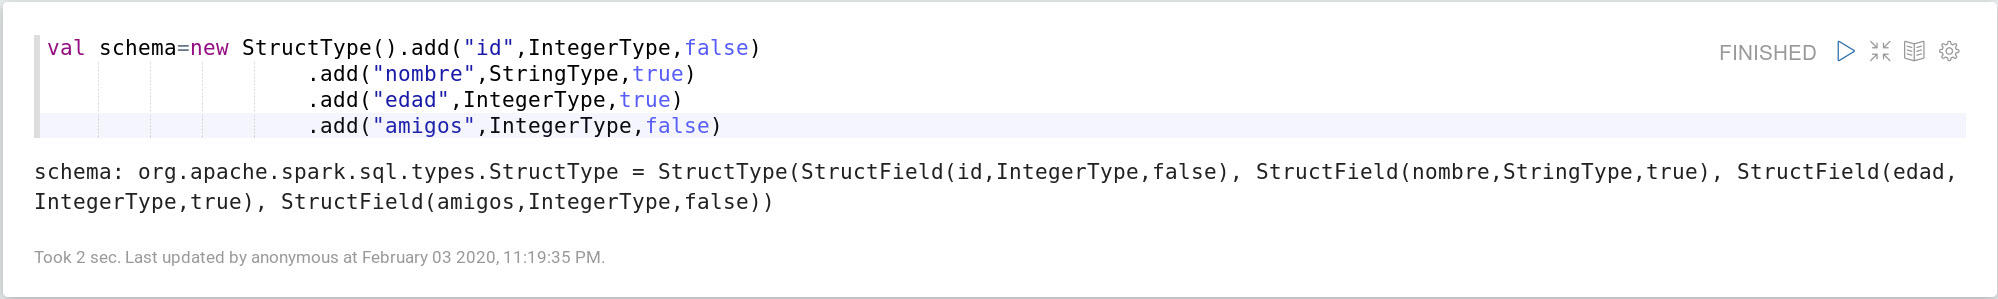 val schema=new StructType().add("id",IntegerType,false)
.add("nombre",StringType,true)
.add("edad",IntegerType,true)
.add("amigos",IntegerType,false)
FINISHED
schema: org.apache.spark.sql.types.StructType = StructType(StructField(id,IntegerType,false), StructField(nombre,StringType,true), StructField(edad,
IntegerType,true), StructField(amigos,IntegerType,false))
Took 2 sec. Last updated by anonymous at February 03 2020, 11:19:35 PM.